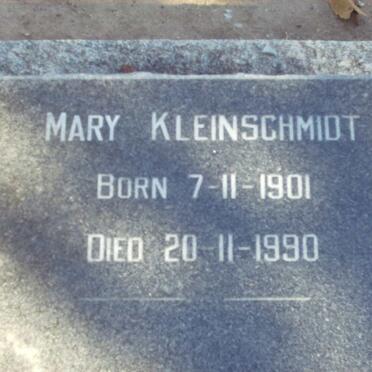 MARY KLEINSCHMIDT
BORN 7-11-1901
DIED 20-11-1990